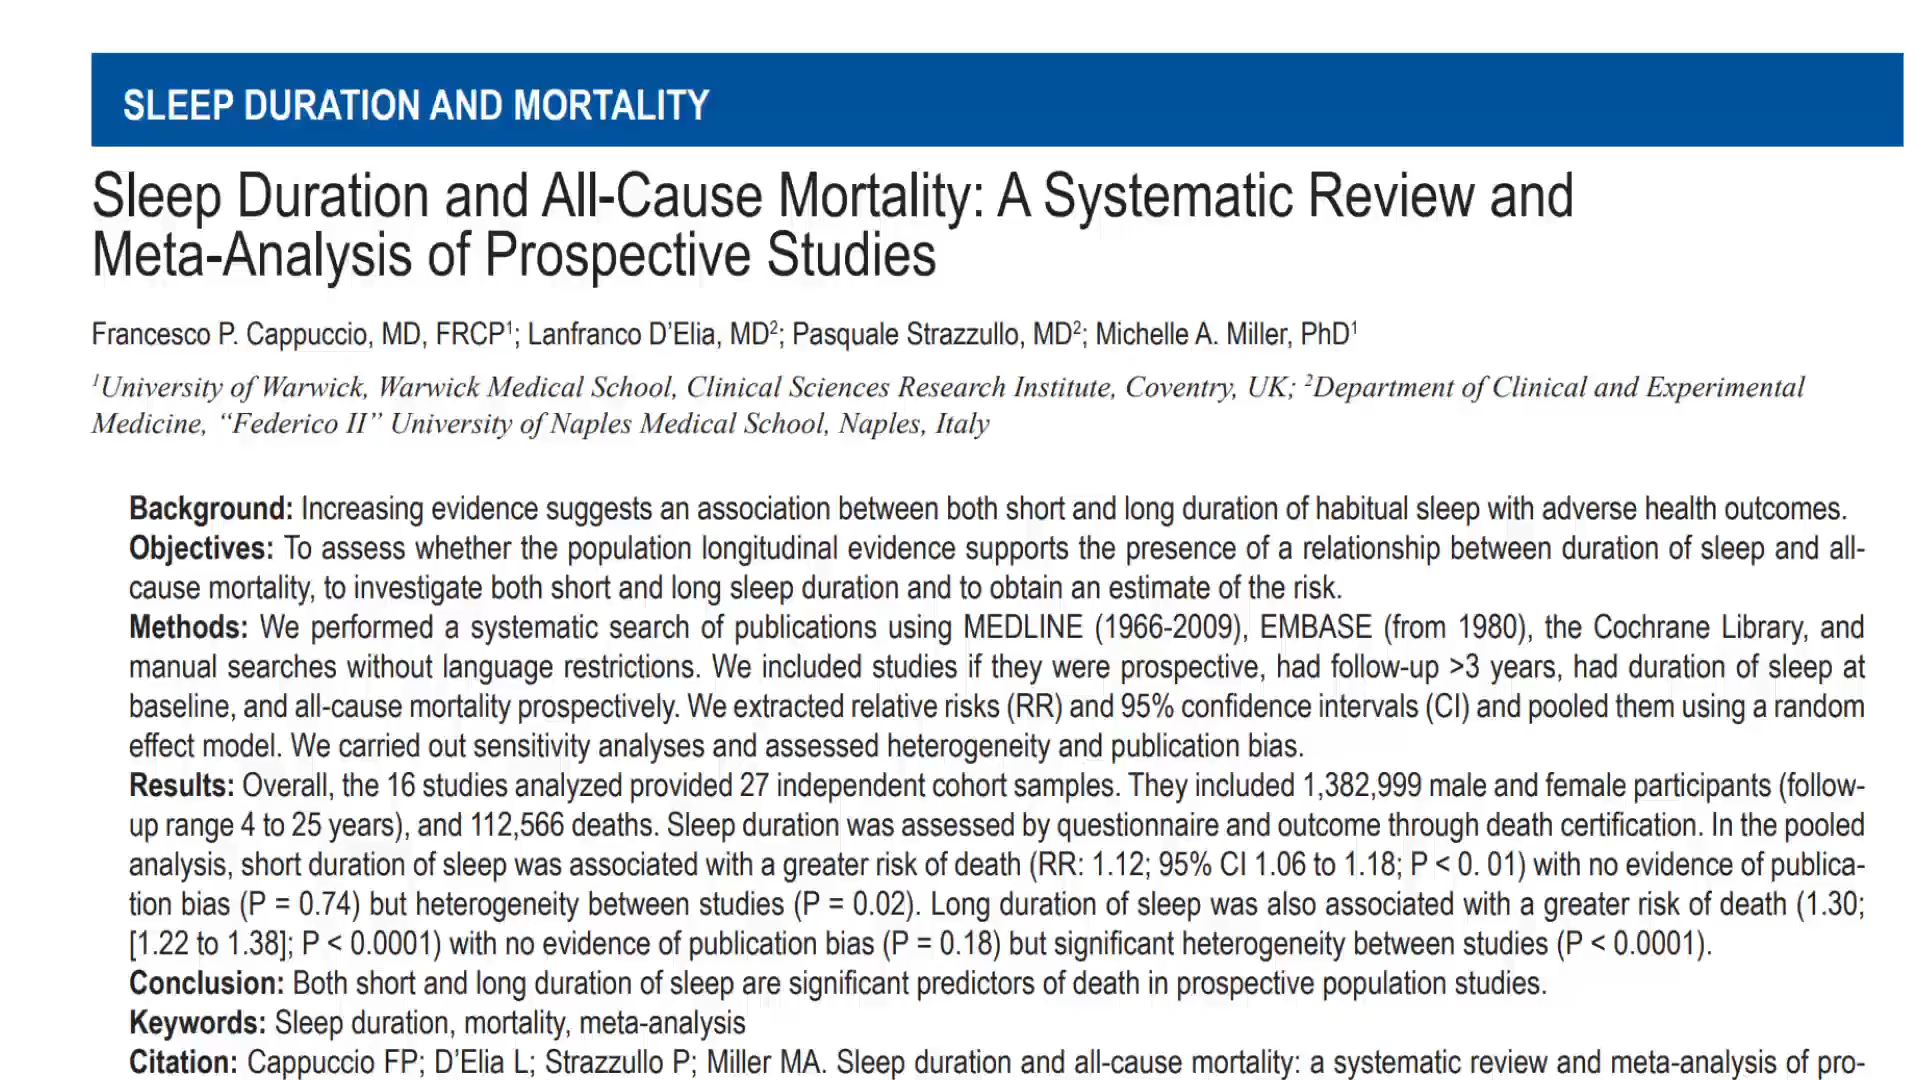 SLEEP DURATION AND MORTALITY
Sleep Duration and All-Cause Mortality: A Systematic Review and
Meta-Analysis of Prospective Studies
Francesco P. Cappuccio, MD, FRCP¹; Lanfranco D’Elia, MD²; Pasquale Strazzullo, MD²; Michelle A. Miller, PhD¹
¹University of Warwick, Warwick Medical School, Clinical Sciences Research Institute, Coventry, UK; ²Department of Clinical and Experimental
Medicine, “Federico II” University of Naples Medical School, Naples, Italy
Background: Increasing evidence suggests an association between both short and long duration of habitual sleep with adverse health outcomes.
Objectives: To assess whether the population longitudinal evidence supports the presence of a relationship between duration of sleep and all-
cause mortality, to investigate both short and long sleep duration and to obtain an estimate of the risk.
Methods: We performed a systematic search of publications using MEDLINE (1966-2009), EMBASE (from 1980), the Cochrane Library, and
manual searches without language restrictions. We included studies if they were prospective, had follow-up >3 years, had duration of sleep at
baseline, and all-cause mortality prospectively. We extracted relative risks (RR) and 95% confidence intervals (CI) and pooled them using a random
effect model. We carried out sensitivity analyses and assessed heterogeneity and publication bias.
Results: Overall, the 16 studies analyzed provided 27 independent cohort samples. They included 1,382,999 male and female participants (follow-
up range 4 to 25 years), and 112,566 deaths. Sleep duration was assessed by questionnaire and outcome through death certification. In the pooled
analysis, short duration of sleep was associated with a greater risk of death (RR: 1.12; 95% CI 1.06 to 1.18; P < 0. 01) with no evidence of publica-
tion bias (P = 0.74) but heterogeneity between studies (P = 0.02). Long duration of sleep was also associated with a greater risk of death (1.30;
[1.22 to 1.38]; P < 0.0001) with no evidence of publication bias (P = 0.18) but significant heterogeneity between studies (P < 0.0001).
Conclusion: Both short and long duration of sleep are significant predictors of death in prospective population studies.
Keywords: Sleep duration, mortality, meta-analysis
Citation: Cappuccio FP; D’Elia L; Strazzullo P; Miller MA. Sleep duration and all-cause mortality: a systematic review and meta-analysis of pro-